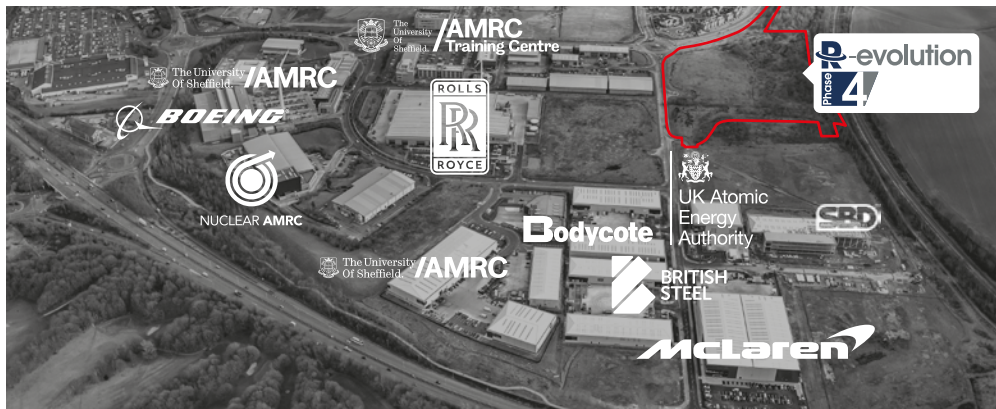 The
University
Of
Sheffield.
/AMRC
Training Centre
R-evolution
Phase
4
The University
Of Sheffield.
/AMRC
ROLLS
RR
ROYCE
BOEING
NUCLEAR AMRC
UK Atomic
Energy
Authority
SBD
Bodycote
The University
Of Sheffield.
/AMRC
BRITISH
STEEL
McLaren